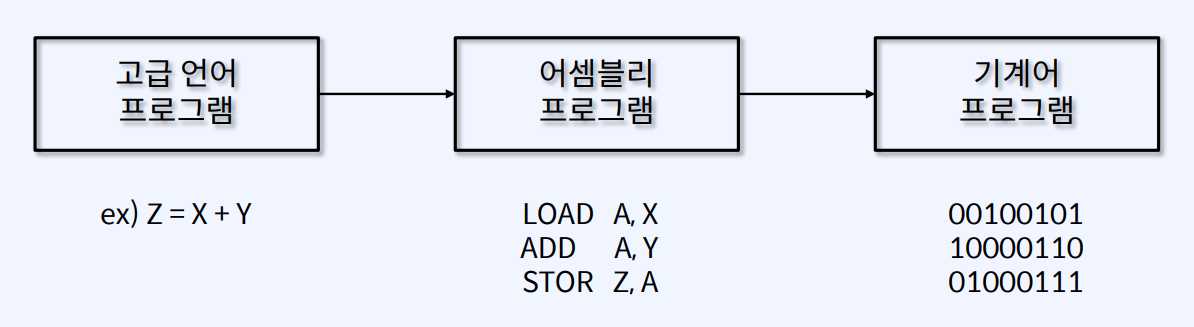 고급 언어
프로그램
어셈블리
프로그램
기계어
프로그램
ex) Z = X + Y
LOAD A, X
ADD A, Y
STOR Z, A
00100101
10000110
01000111